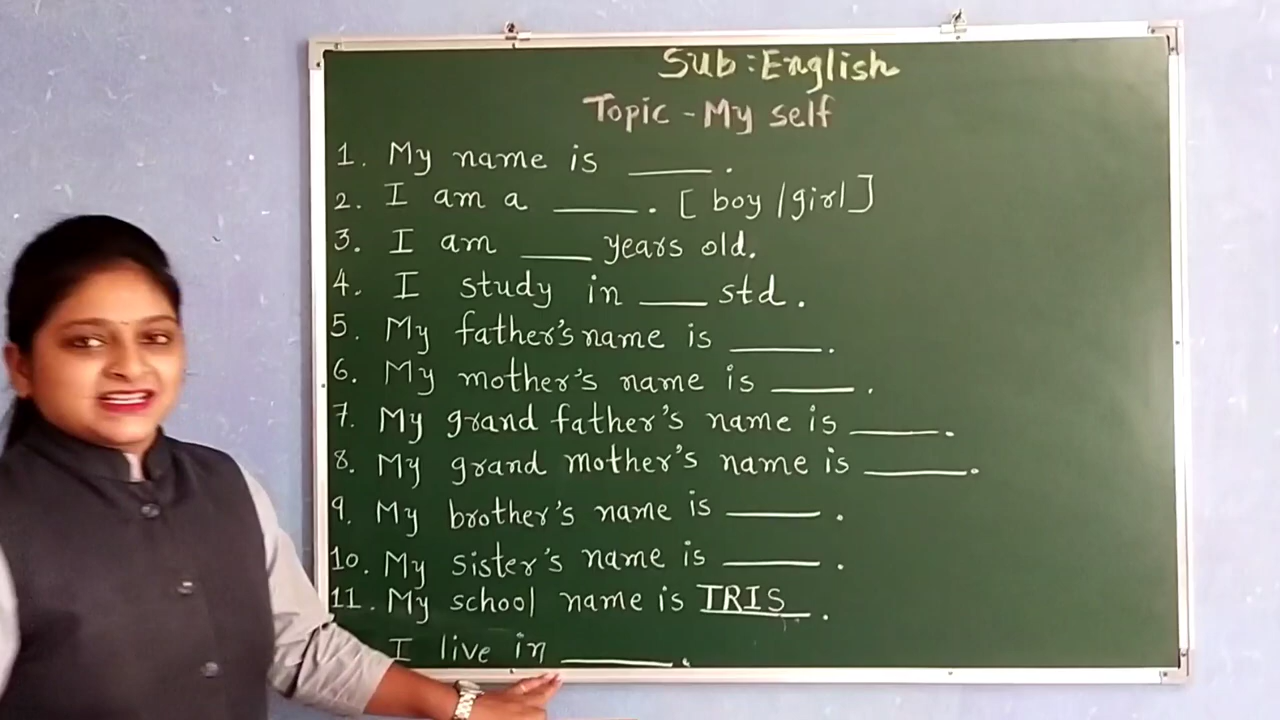 Sub : English
Topic - My self
1. My name is ____.
2. I am a ____. [boy/girl]
3. I am ____ years old.
4. I study in ____ std.
5. My father's name is ____.
6. My mother's name is ____.
7. My grand father's name is ____.
8. My grand mother's name is ____.
9. My brother's name is ____.
10. My sister's name is ____.
11. My school name is TRIS.
I live in ____.